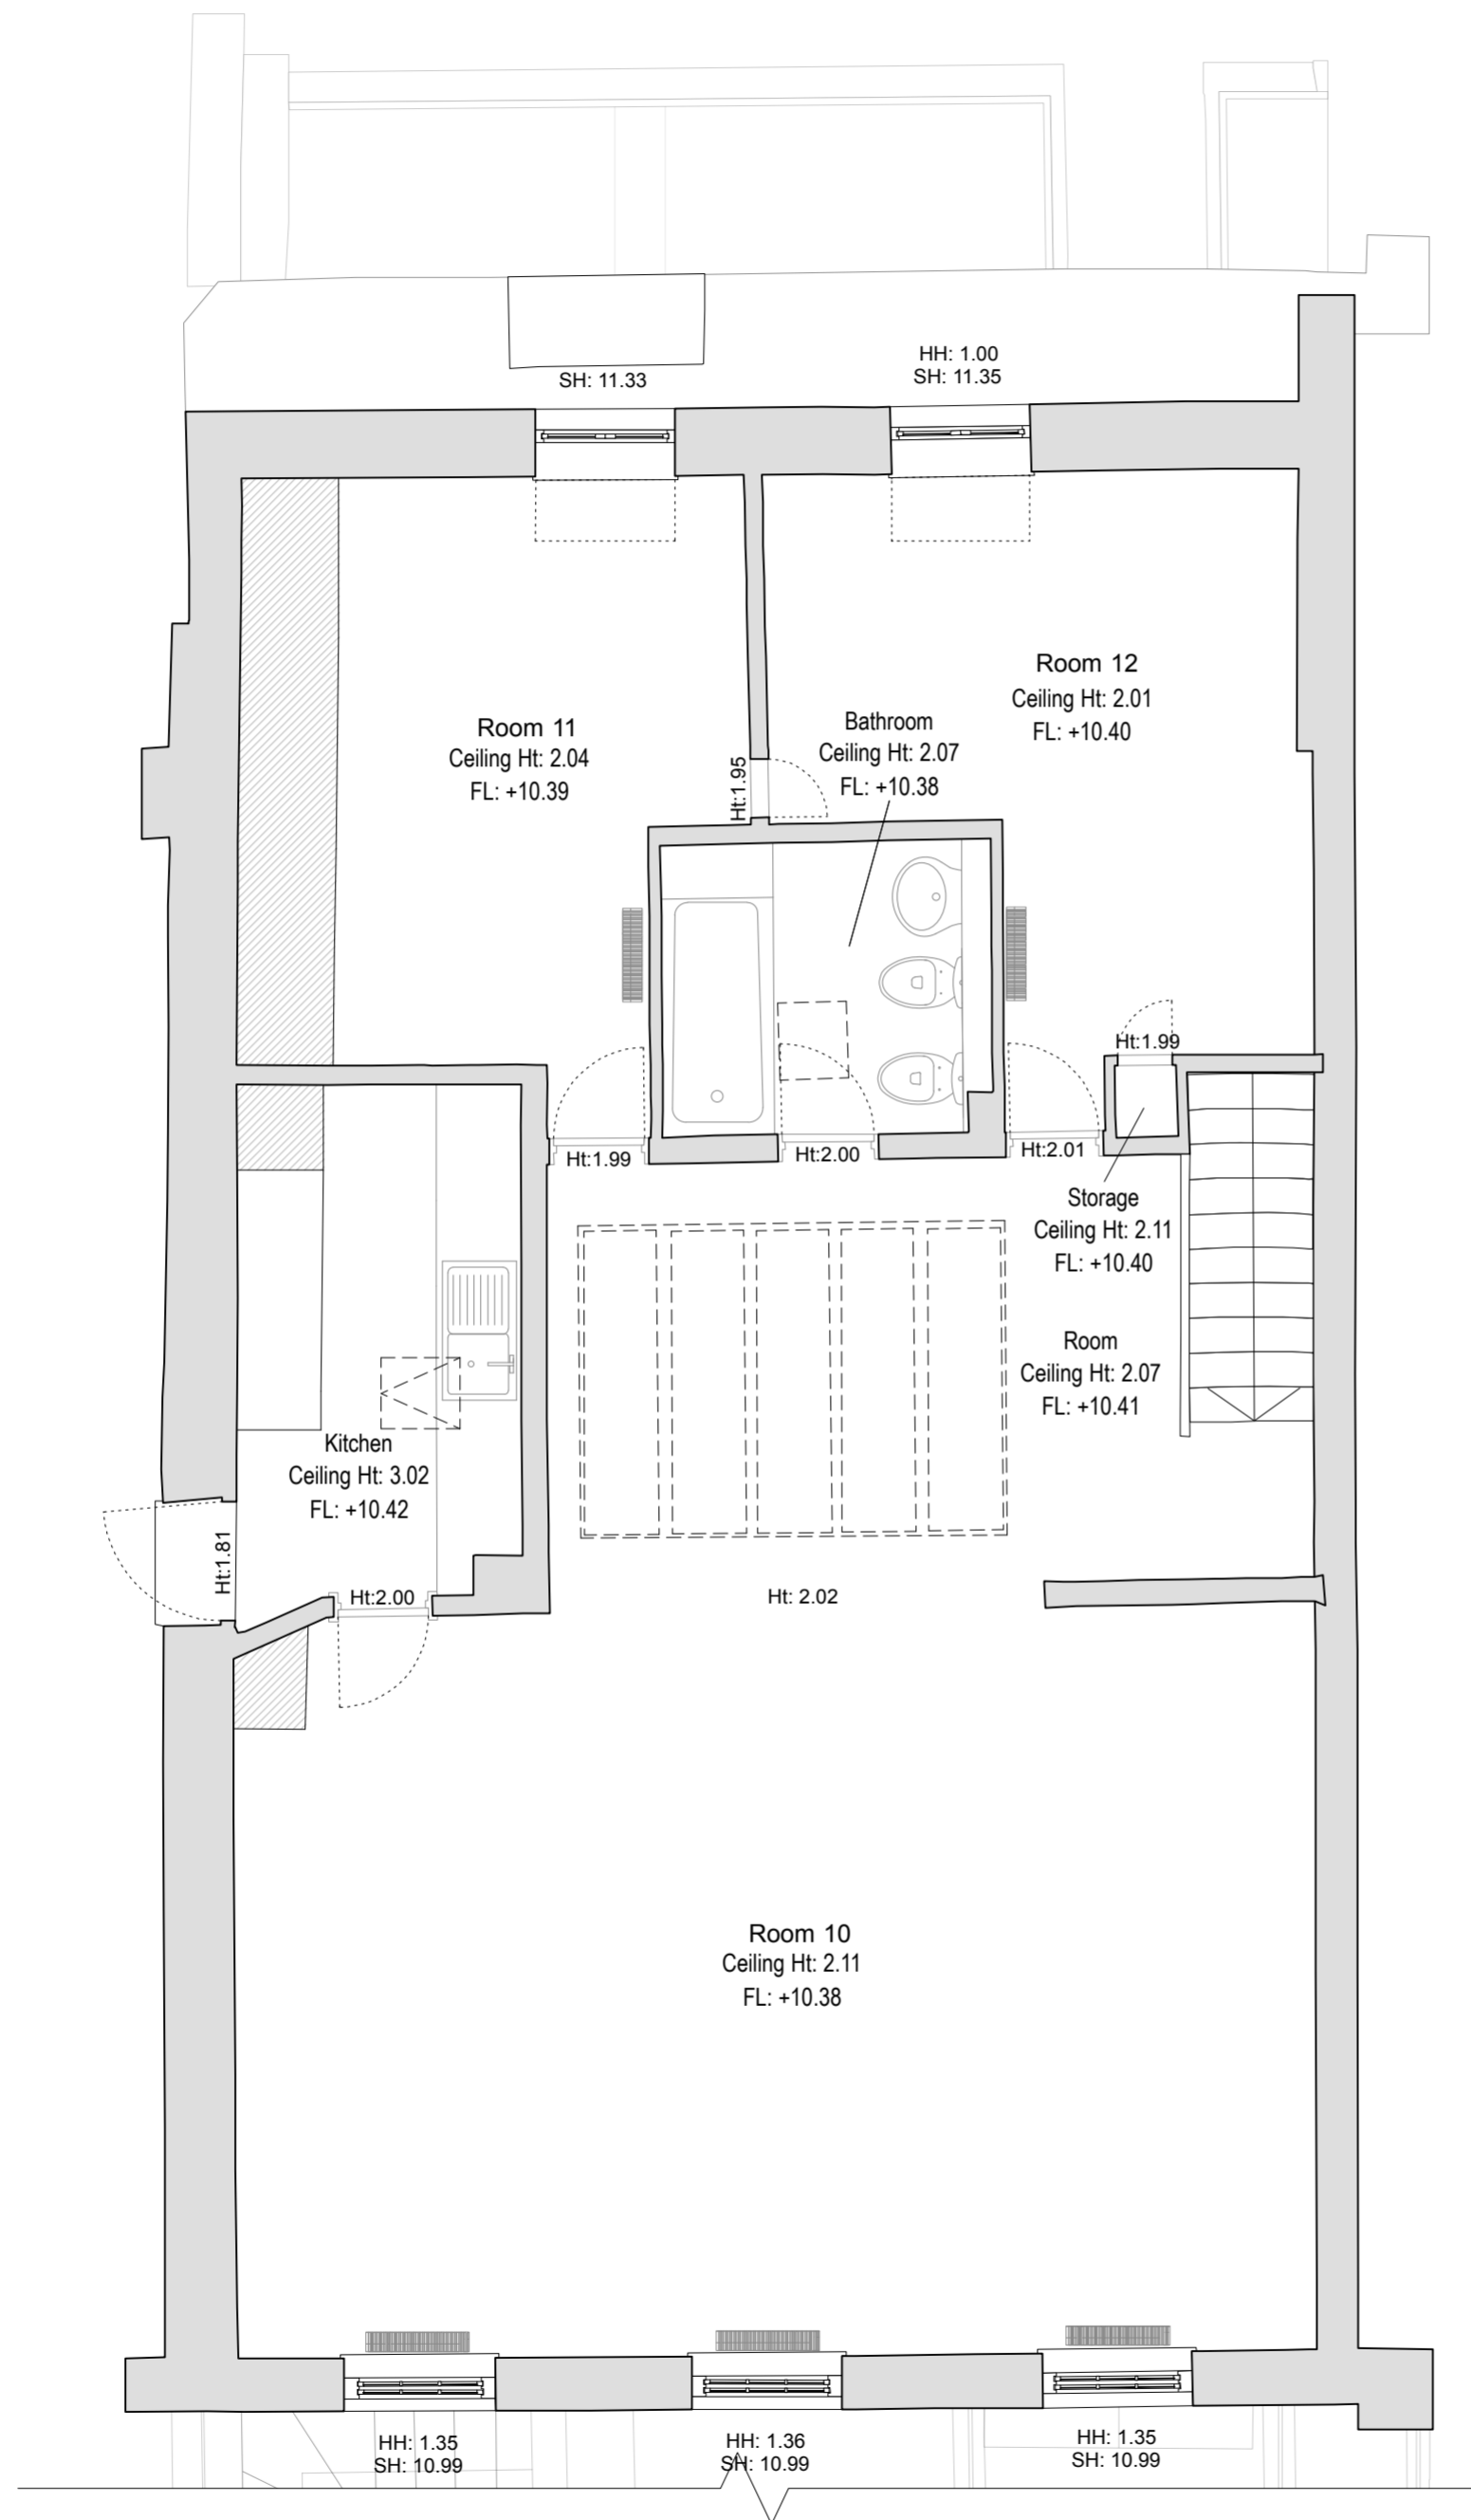 HH: 1.00
SH: 11.33
SH: 11.35
Room 12
Ceiling Ht: 2.01
FL: +10.40
Room 11
Ceiling Ht: 2.04
FL: +10.39
Bathroom
Ceiling Ht: 2.07
FL: +10.38
Ht:1.95
Ht:1.99
Ht:1.99
Ht:2.00
Ht:2.01
Storage
Ceiling Ht: 2.11
FL: +10.40
Room
Ceiling Ht: 2.07
FL: +10.41
Kitchen
Ceiling Ht: 3.02
FL: +10.42
Ht:1.81
Ht:2.00
Ht: 2.02
Room 10
Ceiling Ht: 2.11
FL: +10.38
HH: 1.35
SH: 10.99
HH: 1.36
SH: 10.99
HH: 1.35
SH: 10.99